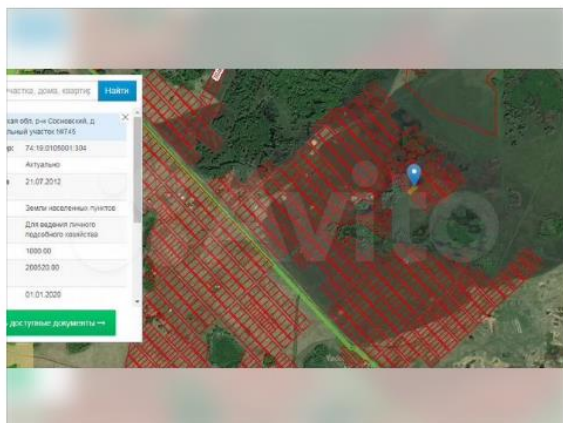 участка, дома, квартир
Найти
ская обл, р-н Сосновский, д
льный участок №745
74:19:0105001:304
Актуально
21.07.2012
Земли населенных пунктов
Для ведения личного
подсобного хозяйства
1000.00
01.01.2020
доступные документы →
Avito